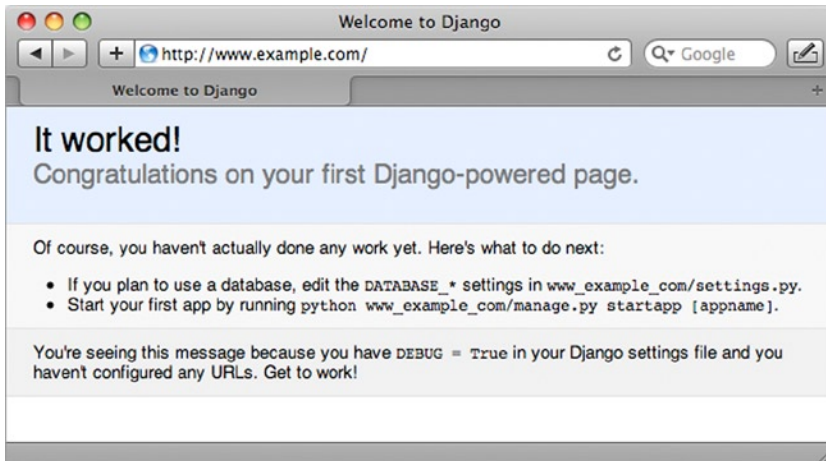 Welcome to Django
http://www.example.com/
Google
Welcome to Django
It worked!
Congratulations on your first Django-powered page.
Of course, you haven't actually done any work yet. Here's what to do next:
• If you plan to use a database, edit the DATABASE_* settings in www_example_com/settings.py.
• Start your first app by running python www_example_com/manage.py startapp [appname].
You're seeing this message because you have DEBUG = True in your Django settings file and you
haven't configured any URLs. Get to work!